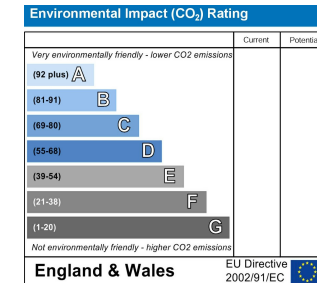 Environmental Impact (CO₂) Rating
Current Potentia
Very environmentally friendly - lower CO2 emissions
(92 plus) A
(81-91) B
(69-80) C
(55-68) D
(39-54) E
(21-38) F
(1-20) G
Not environmentally friendly - higher CO2 emissions
England & Wales
EU Directive
2002/91/EC